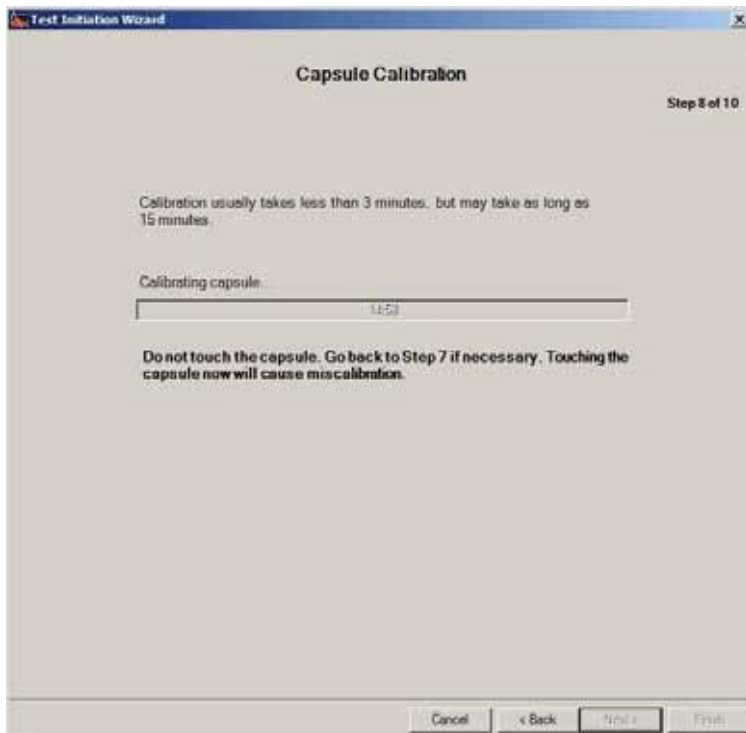 Test Initiation Wizard
Capsule Calibration
Step 8 of 10
Calibration usually takes less than 3 minutes, but may take as long as
15 minutes.
Calibrating capsule...
14:53
Do not touch the capsule. Go back to Step 7 if necessary. Touching the
capsule now will cause miscalibration.
Cancel
< Back
Next >
Finish